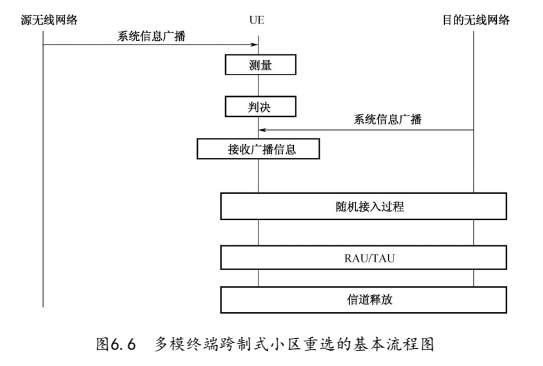 源无线网络 UE 目的无线网络
系统信息广播
测量
判决
系统信息广播
接收广播信息
随机接入过程
RAU/TAU
信道释放
图6.6 多模终端跨制式小区重选的基本流程图